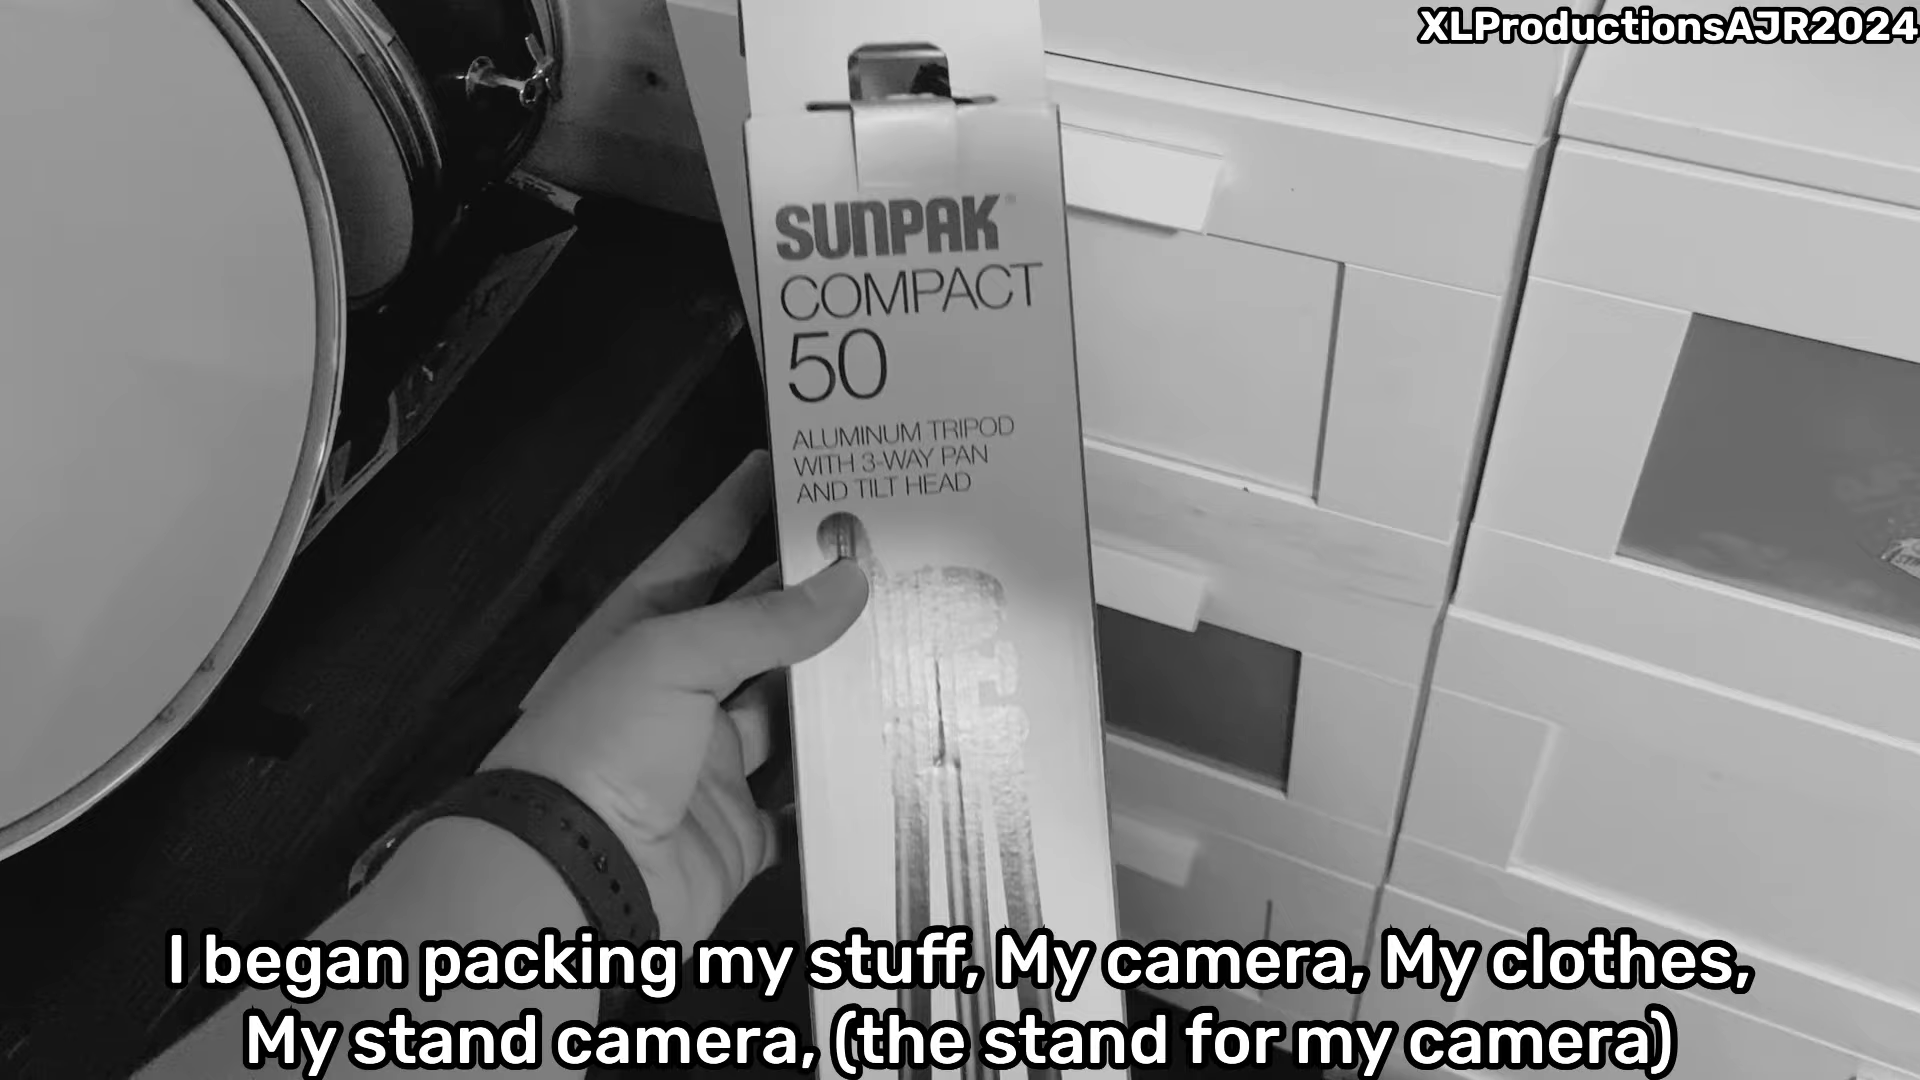 XLProductionsAJR2024
SUNPAK
COMPACT
50
ALUMINUM TRIPOD
WITH 3-WAY PAN
AND TILT HEAD
I began packing my stuff, My camera, My clothes,
My stand camera, (the stand for my camera)